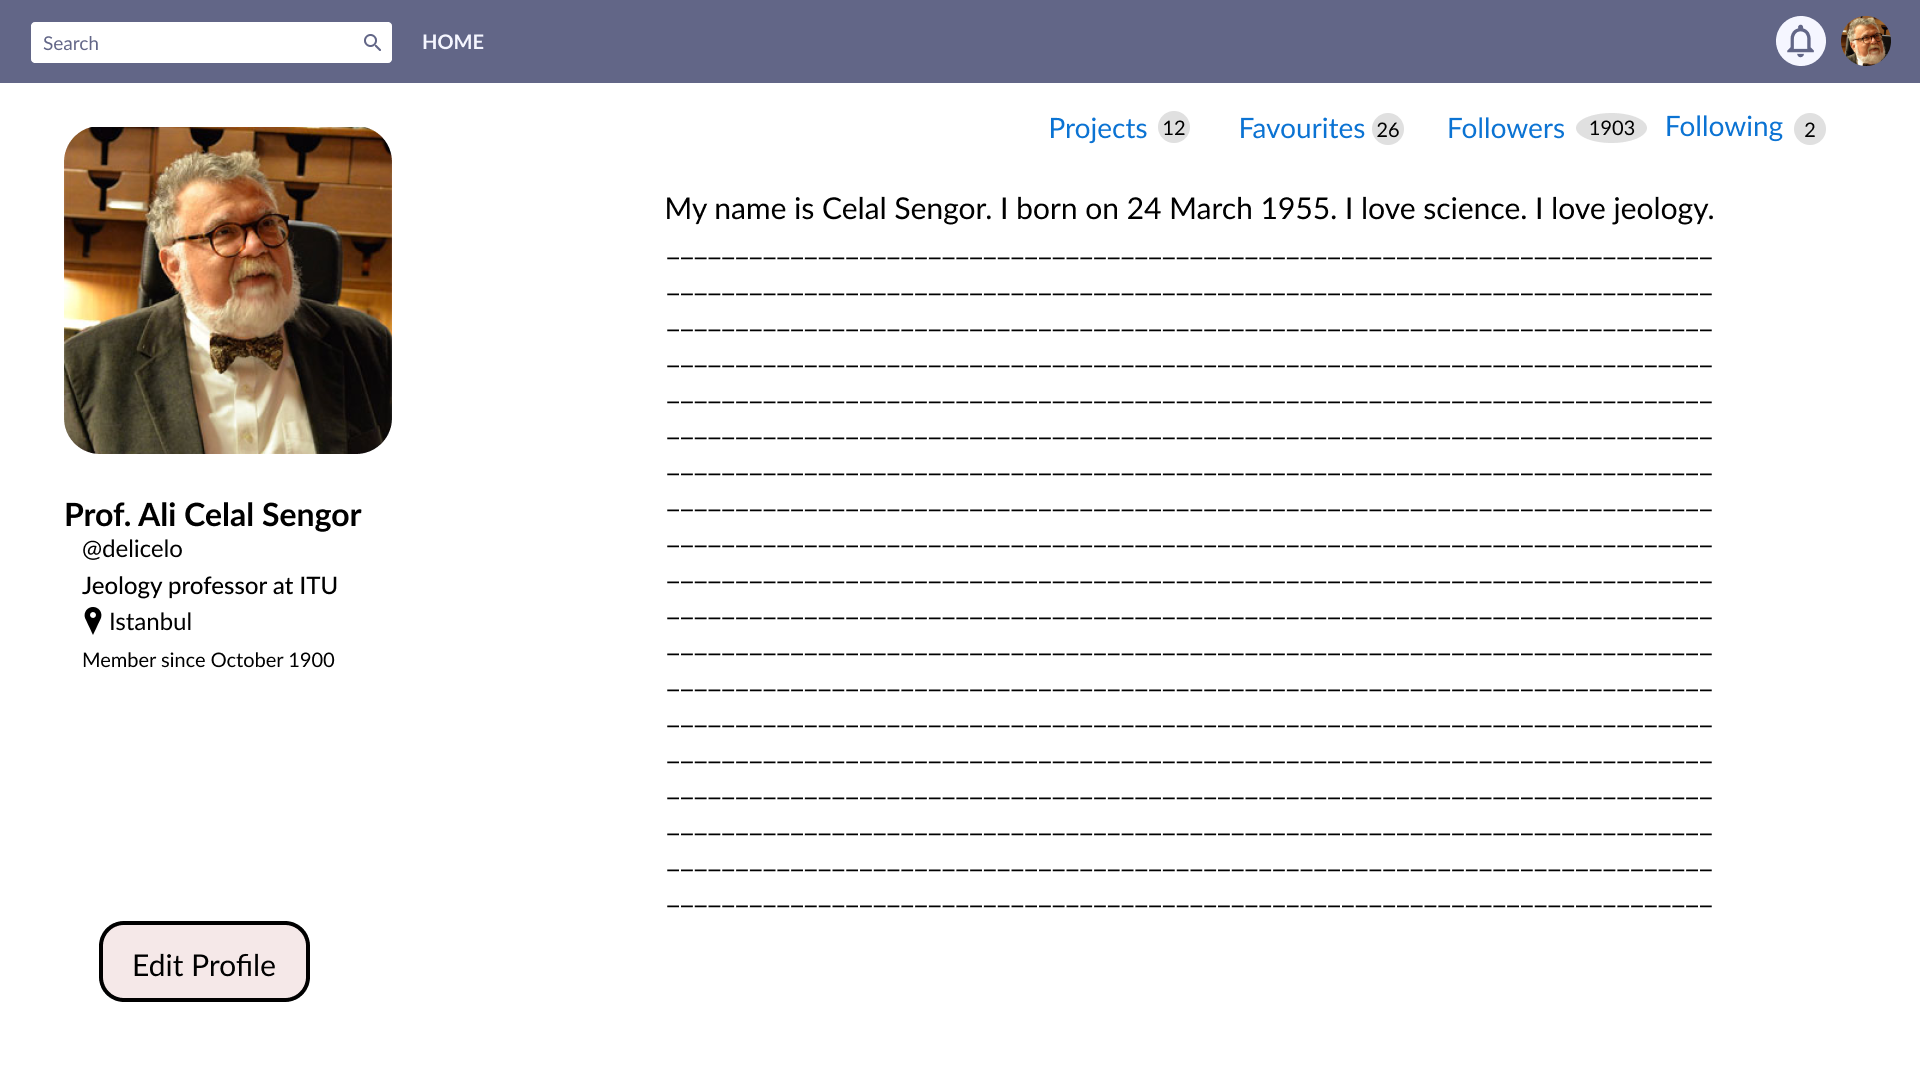 Search
HOME
Projects 12 Favourites 26 Followers 1903 Following 2
My name is Celal Sengor. I born on 24 March 1955. I love science. I love jeology.
Prof. Ali Celal Sengor
@delicelo
Jeology professor at ITU
Istanbul
Member since October 1900
Edit Profile